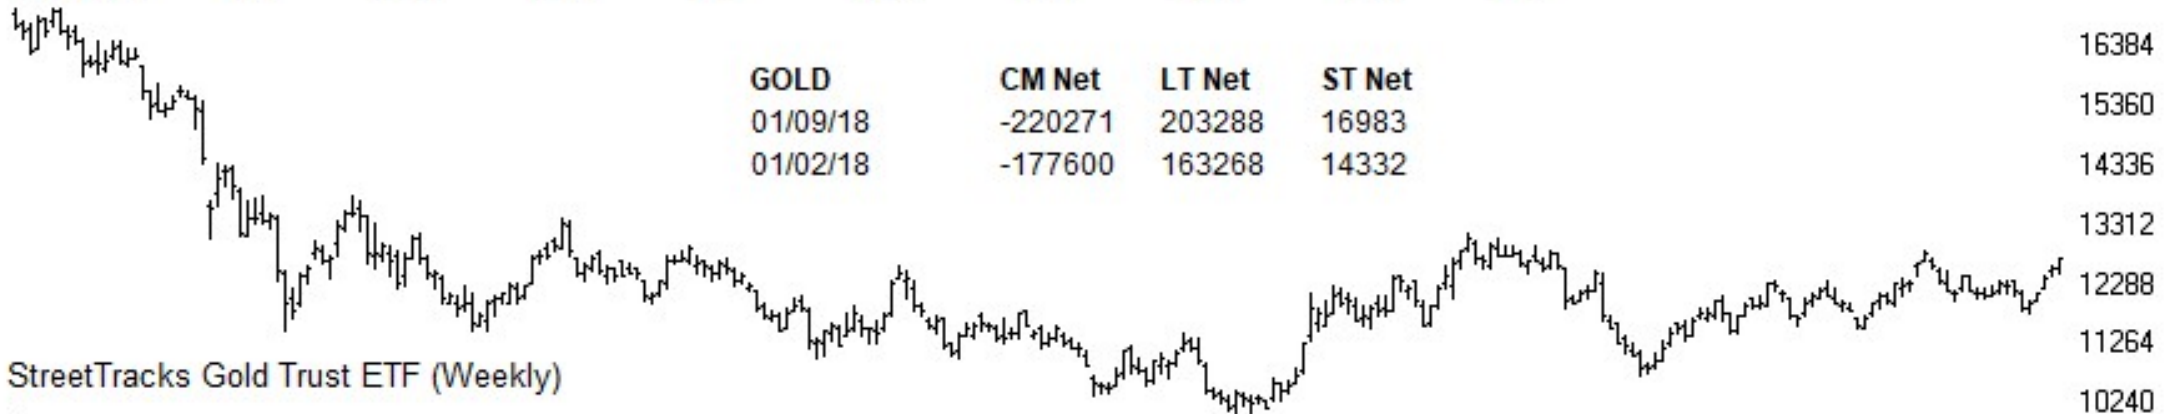 GOLD CM Net LT Net ST Net
01/09/18 -220271 203288 16983
01/02/18 -177600 163268 14332
16384
15360
14336
13312
12288
11264
10240
StreetTracks Gold Trust ETF (Weekly)